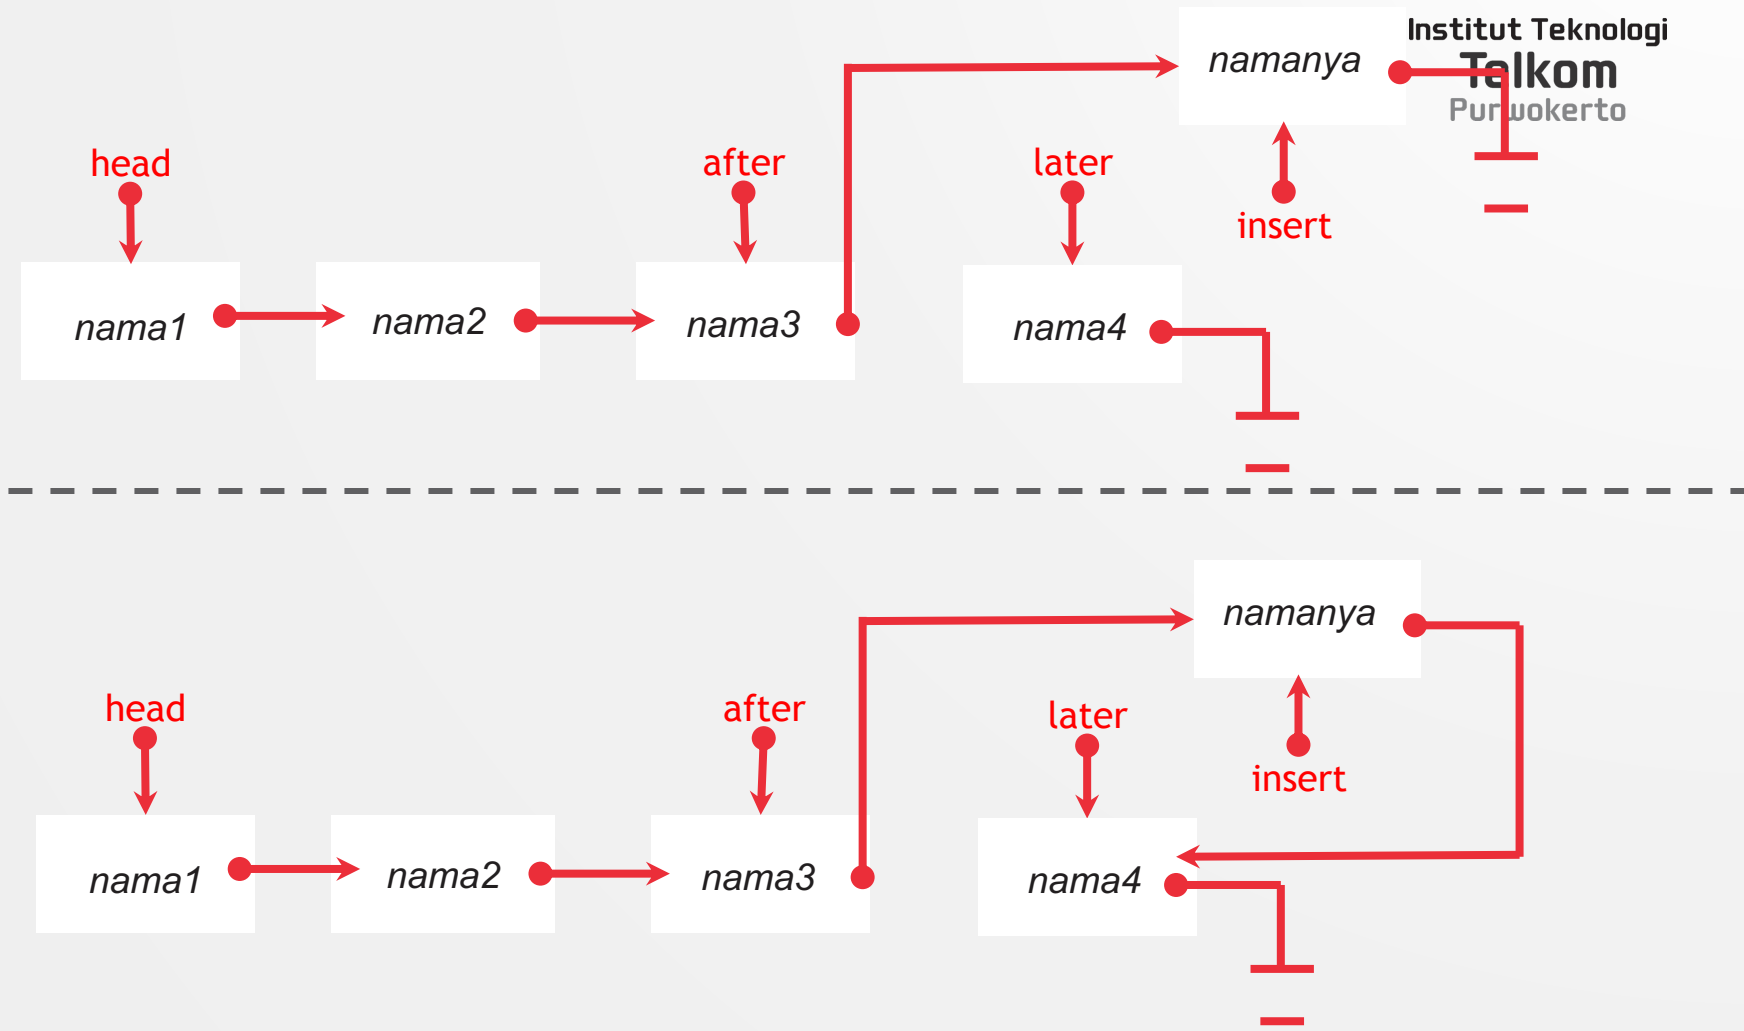 Institut Teknologi
Telkom
Purwokerto
namanya
head
after
later
insert
nama1
nama2
nama3
nama4
namanya
head
after
later
insert
nama1
nama2
nama3
nama4